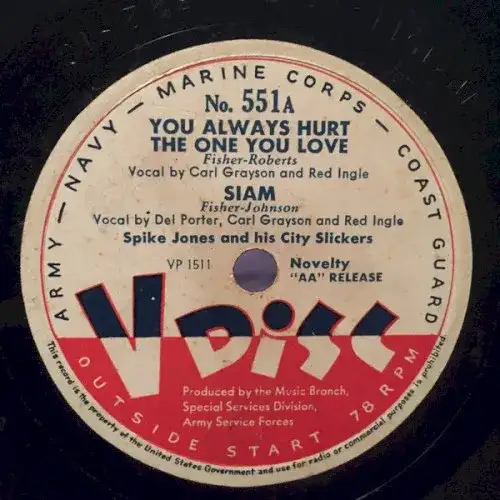 ARMY — NAVY — MARINE CORPS — COAST GUARD
No. 551A
YOU ALWAYS HURT
THE ONE YOU LOVE
Fisher-Roberts
Vocal by Carl Grayson and Red Ingle
SIAM
Fisher-Johnson
Vocal by Del Porter, Carl Grayson and Red Ingle
Spike Jones and his City Slickers
VP 1511
Novelty
"AA" RELEASE
V DISC
Produced by the Music Branch,
Special Services Division,
Army Service Forces
OUTSIDE START 78 RPM
This record is the property of the United States Government and use for radio or commercial purposes is prohibited.